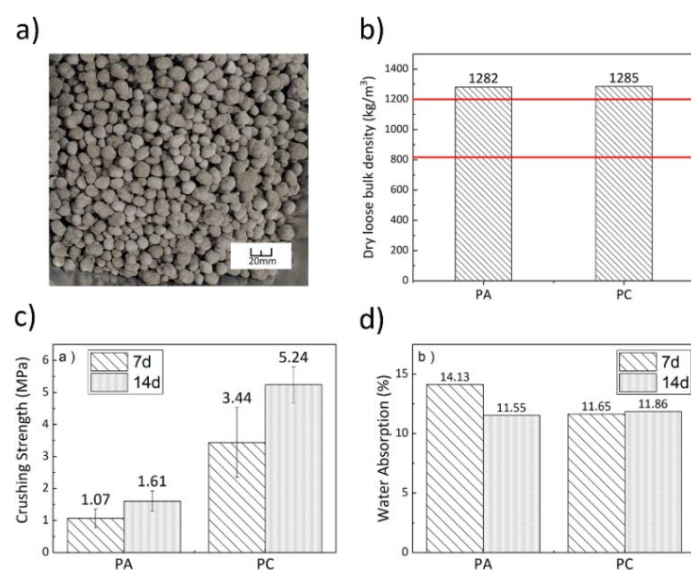 a)
20mm
b)
Dry loose bulk density (kg/m³)
1400
1200
1000
800
600
400
200
0
1282
1285
PA
PC
c)
Crushing Strength (MPa)
a )
7d
14d
6
5
4
3
2
1
0
1.07
1.61
3.44
5.24
PA
PC
d)
Water Absorption (%)
b )
7d
14d
15
10
5
0
14.13
11.55
11.65
11.86
PA
PC